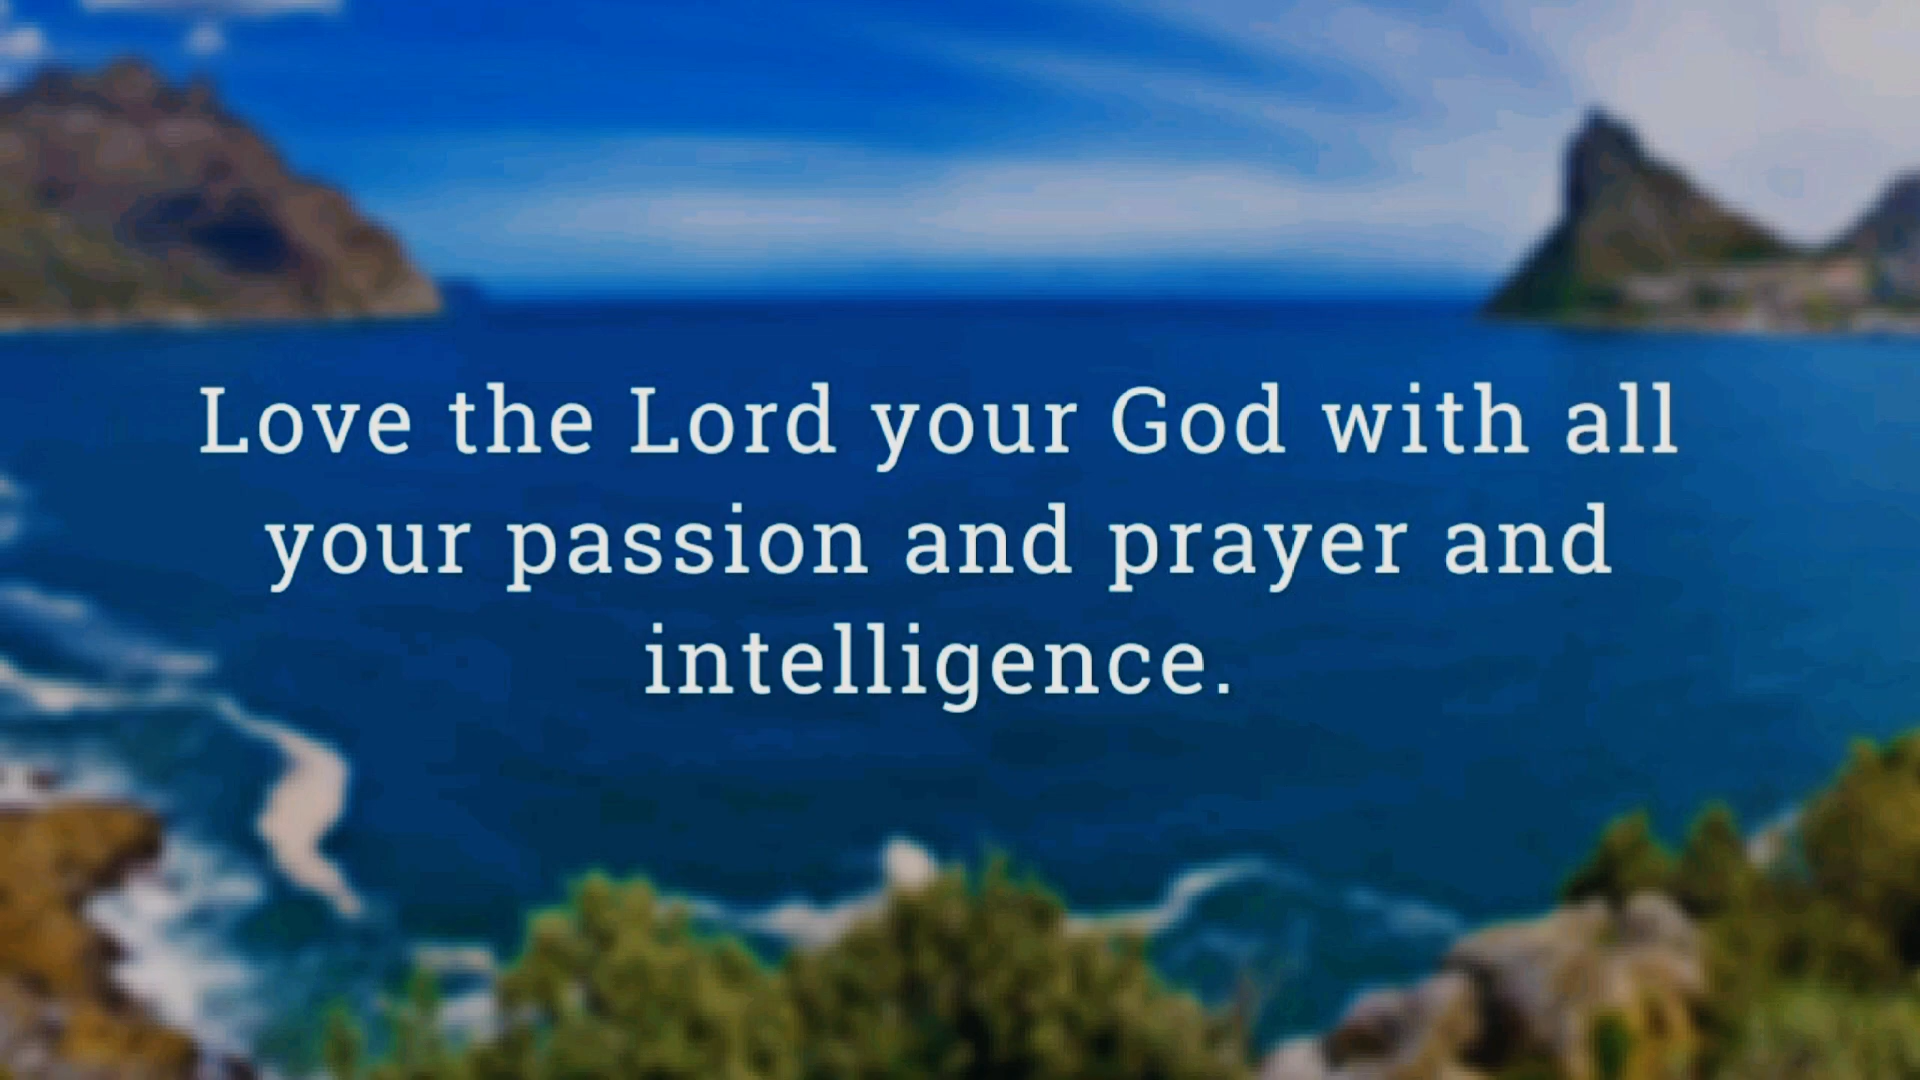 Love the Lord your God with all
your passion and prayer and
intelligence.